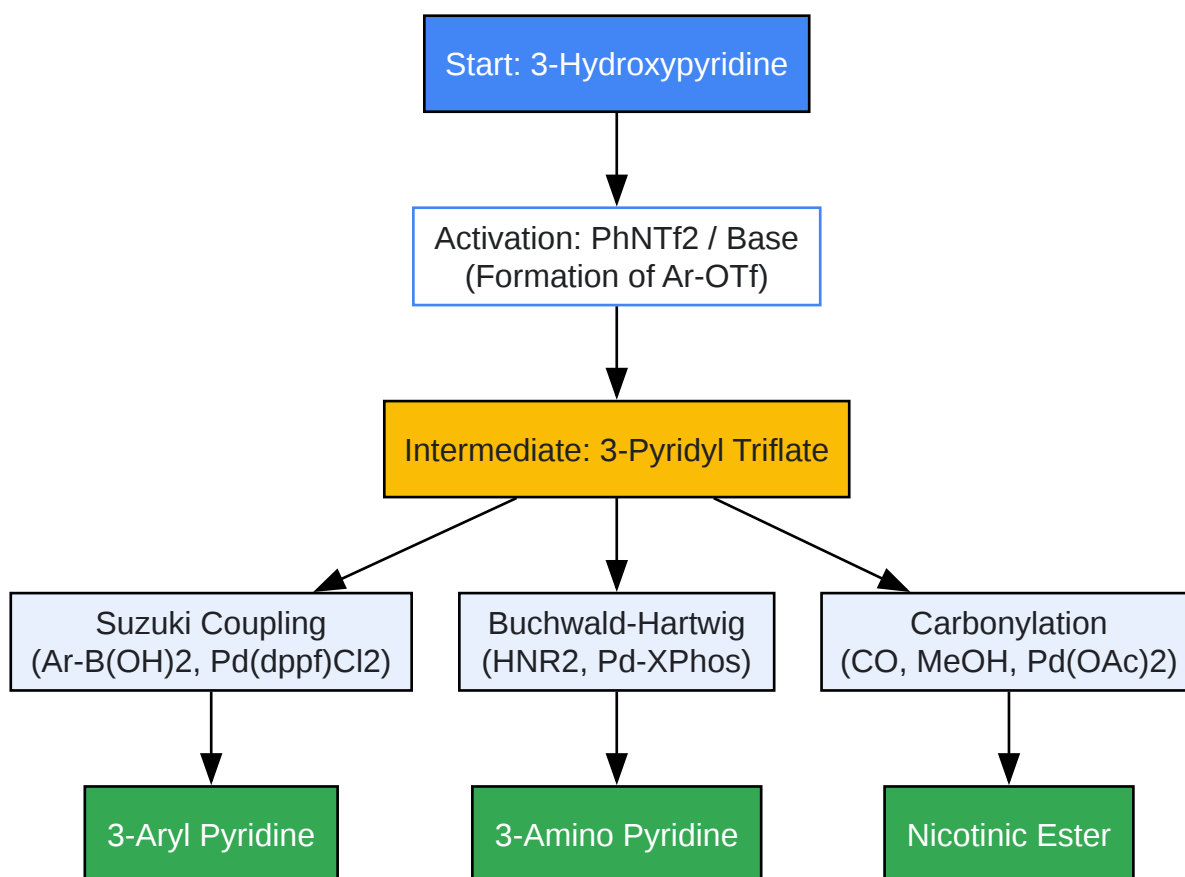 Start: 3-Hydroxypyridine
Activation: PhNTf2 / Base
(Formation of Ar-OTf)
Intermediate: 3-Pyridyl Triflate
Suzuki Coupling
(Ar-B(OH)2, Pd(dppf)Cl2)
Buchwald-Hartwig
(HNR2, Pd-XPhos)
Carbonylation
(CO, MeOH, Pd(OAc)2)
3-Aryl Pyridine
3-Amino Pyridine
Nicotinic Ester